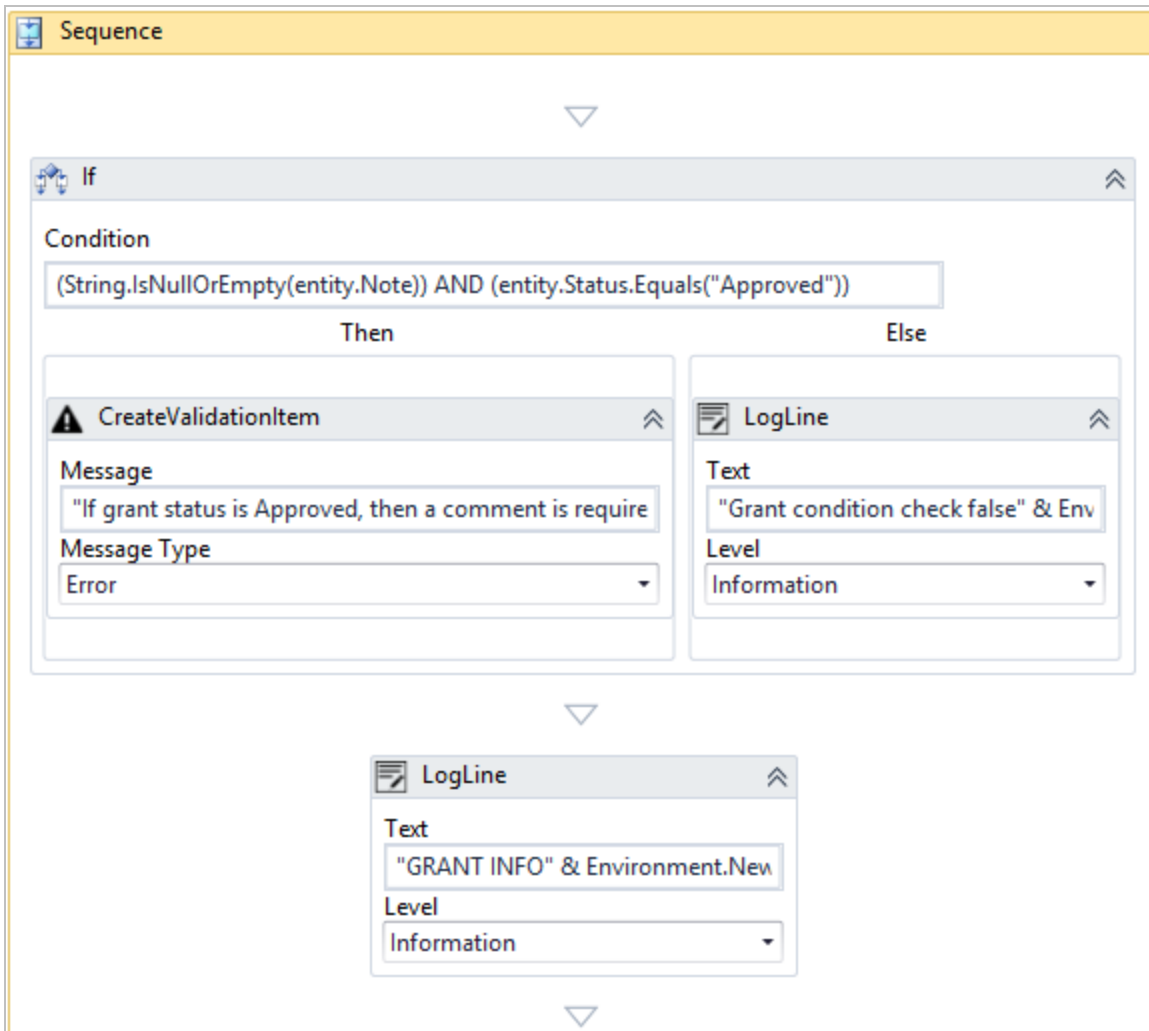 Sequence
If
Condition
(String.IsNullOrEmpty(entity.Note)) AND (entity.Status.Equals("Approved"))
Then Else
CreateValidationItem LogLine
Message Text
"If grant status is Approved, then a comment is require "Grant condition check false" & Env
Message Type Level
Error Information
LogLine
Text
"GRANT INFO" & Environment.New
Level
Information